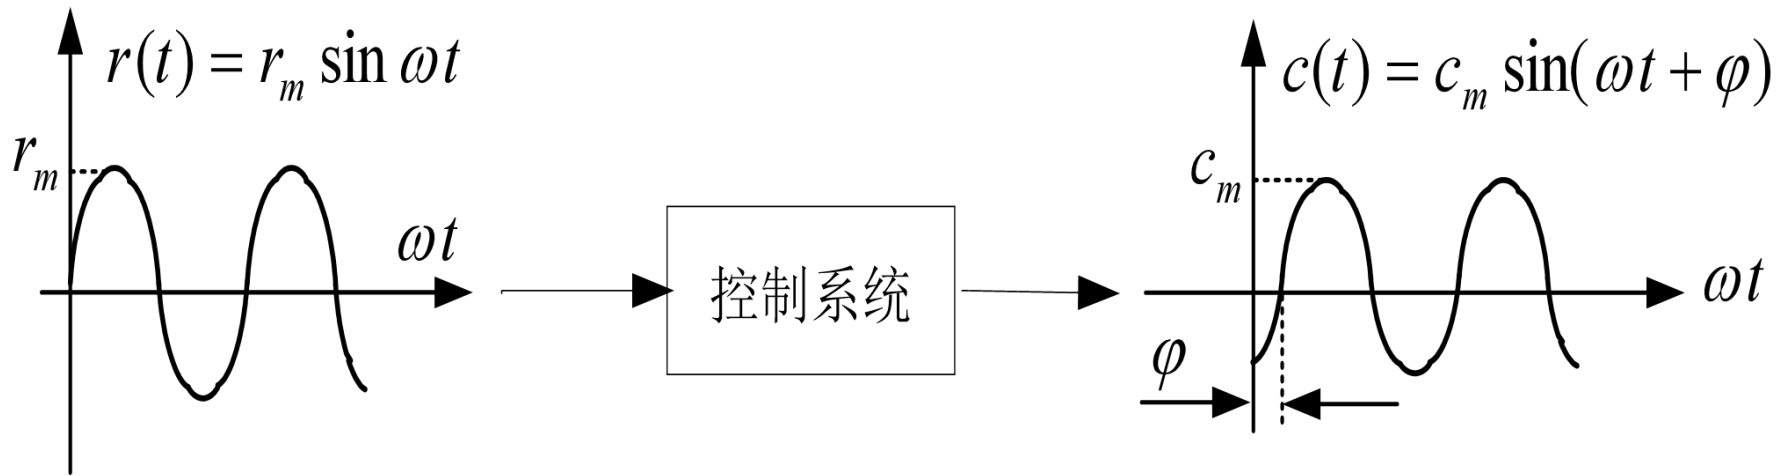 r(t) = r_m sin ωt
r_m
ωt
控制系统
c(t) = c_m sin(ωt + φ)
c_m
ωt
φ